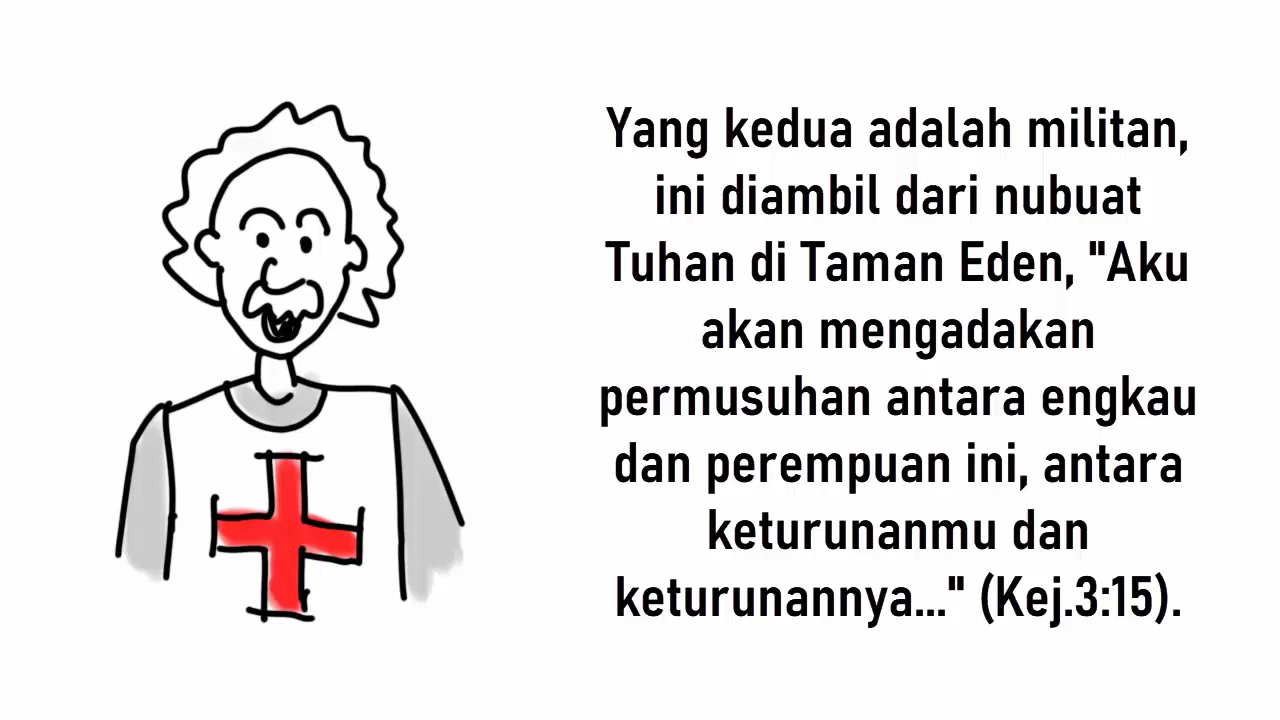 Yang kedua adalah militan,
ini diambil dari nubuat
Tuhan di Taman Eden, "Aku
akan mengadakan
permusuhan antara engkau
dan perempuan ini, antara
keturunanmu dan
keturunannya..." (Kej.3:15).